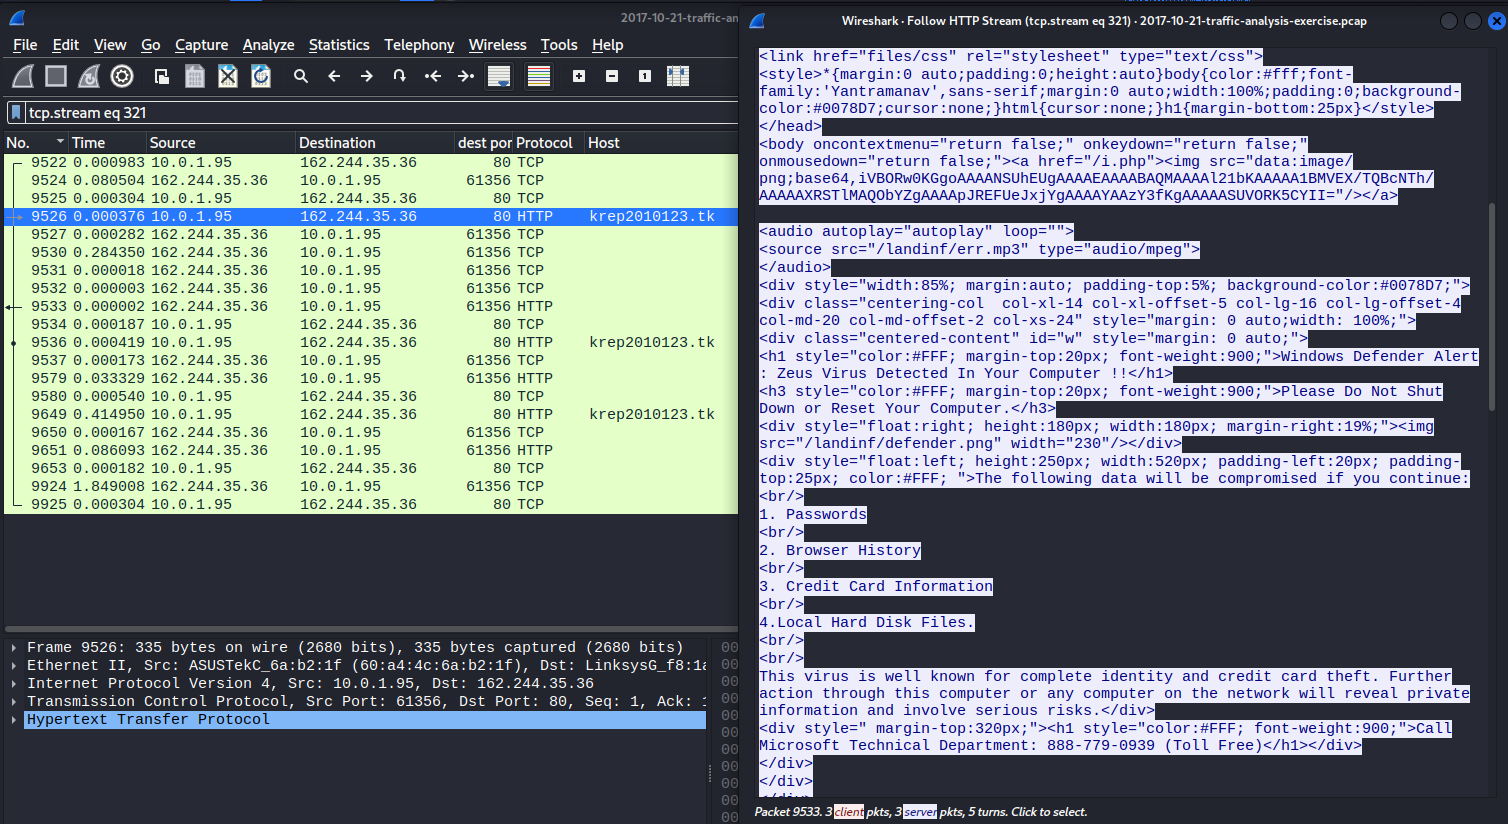 2017-10-21-traffic-an
File Edit View Go Capture Analyze Statistics Telephony Wireless Tools Help
tcp.stream eq 321
No. Time Source Destination dest por Protocol Host
9522 0.000983 10.0.1.95 162.244.35.36 80 TCP
9524 0.080504 162.244.35.36 10.0.1.95 61356 TCP
9525 0.000304 10.0.1.95 162.244.35.36 80 TCP
9526 0.000376 10.0.1.95 162.244.35.36 80 HTTP krep2010123.tk
9527 0.000282 162.244.35.36 10.0.1.95 61356 TCP
9530 0.284350 162.244.35.36 10.0.1.95 61356 TCP
9531 0.000018 162.244.35.36 10.0.1.95 61356 TCP
9532 0.000003 162.244.35.36 10.0.1.95 61356 TCP
9533 0.000002 162.244.35.36 10.0.1.95 61356 HTTP
9534 0.000187 10.0.1.95 162.244.35.36 80 TCP
9536 0.000419 10.0.1.95 162.244.35.36 80 HTTP krep2010123.tk
9537 0.000173 162.244.35.36 10.0.1.95 61356 TCP
9579 0.033329 162.244.35.36 10.0.1.95 61356 HTTP
9580 0.000540 10.0.1.95 162.244.35.36 80 TCP
9649 0.414950 10.0.1.95 162.244.35.36 80 HTTP krep2010123.tk
9650 0.000167 162.244.35.36 10.0.1.95 61356 TCP
9651 0.086093 162.244.35.36 10.0.1.95 61356 HTTP
9653 0.000182 10.0.1.95 162.244.35.36 80 TCP
9924 1.849008 162.244.35.36 10.0.1.95 61356 TCP
9925 0.000304 10.0.1.95 162.244.35.36 80 TCP
Frame 9526: 335 bytes on wire (2680 bits), 335 bytes captured (2680 bits)
Ethernet II, Src: ASUSTekC_6a:b2:1f (60:a4:4c:6a:b2:1f), Dst: LinksysG_f8:1a
Internet Protocol Version 4, Src: 10.0.1.95, Dst: 162.244.35.36
Transmission Control Protocol, Src Port: 61356, Dst Port: 80, Seq: 1, Ack: 1
Hypertext Transfer Protocol
00
00
00
00
00
00
00
00
00
00
00
Wireshark · Follow HTTP Stream (tcp.stream eq 321) · 2017-10-21-traffic-analysis-exercise.pcap
<link href="files/css" rel="stylesheet" type="text/css">
<style>*{margin:0 auto;padding:0;height:auto}body{color:#fff;font-
family:'Yantramanav',sans-serif;margin:0 auto;width:100%;padding:0;background-
color:#0078D7;cursor:none;}html{cursor:none;}h1{margin-bottom:25px}</style>
</head>
<body oncontextmenu="return false;" onkeydown="return false;"
onmousedown="return false;"><a href="/i.php"><img src="data:image/
png;base64,iVBORw0KGgoAAAANSUhEUgAAAAEAAAABAQMAAAAl21bKAAAAA1BMVEX/TQBcNTh/
AAAAAXRSTlMAQObYZgAAAApJREFUeJxjYgAAAAYAAzY3fKgAAAAASUVORK5CYII="/></a>
<audio autoplay="autoplay" loop="">
<source src="/landinf/err.mp3" type="audio/mpeg">
</audio>
<div style="width:85%; margin:auto; padding-top:5%; background-color:#0078D7;">
<div class="centering-col  col-xl-14 col-xl-offset-5 col-lg-16 col-lg-offset-4
col-md-20 col-md-offset-2 col-xs-24" style="margin: 0 auto;width: 100%;">
<div class="centered-content" id="w" style="margin: 0 auto;">
<h1 style="color:#FFF; margin-top:20px; font-weight:900;">Windows Defender Alert
: Zeus Virus Detected In Your Computer !!</h1>
<h3 style="color:#FFF; margin-top:20px; font-weight:900;">Please Do Not Shut
Down or Reset Your Computer.</h3>
<div style="float:right; height:180px; width:180px; margin-right:19%;"><img
src="/landinf/defender.png" width="230"/></div>
<div style="float:left; height:250px; width:520px; padding-left:20px; padding-
top:25px; color:#FFF; ">The following data will be compromised if you continue:
<br/>
1. Passwords
<br/>
2. Browser History
<br/>
3. Credit Card Information
<br/>
4.Local Hard Disk Files.
<br/>
<br/>
This virus is well known for complete identity and credit card theft. Further
action through this computer or any computer on the network will reveal private
information and involve serious risks.</div>
<div style=" margin-top:320px;"><h1 style="color:#FFF; font-weight:900;">Call
Microsoft Technical Department: 888-779-0939 (Toll Free)</h1></div>
</div>
</div>
</div>
Packet 9533. 3 client pkts, 3 server pkts, 5 turns. Click to select.